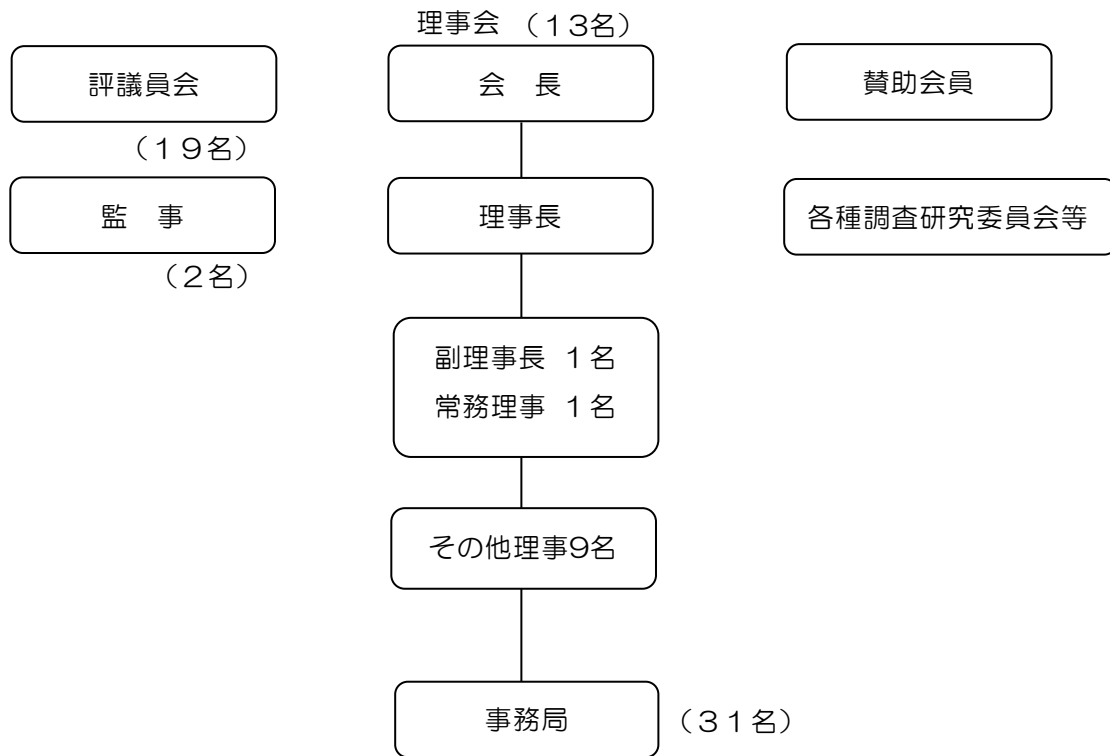 理事会 (13名)
評議員会
会 長
賛助会員
(19名)
監 事
理事長
各種調査研究委員会等
(2名)
副理事長 1名
常務理事 1名
その他理事9名
事務局
(31名)